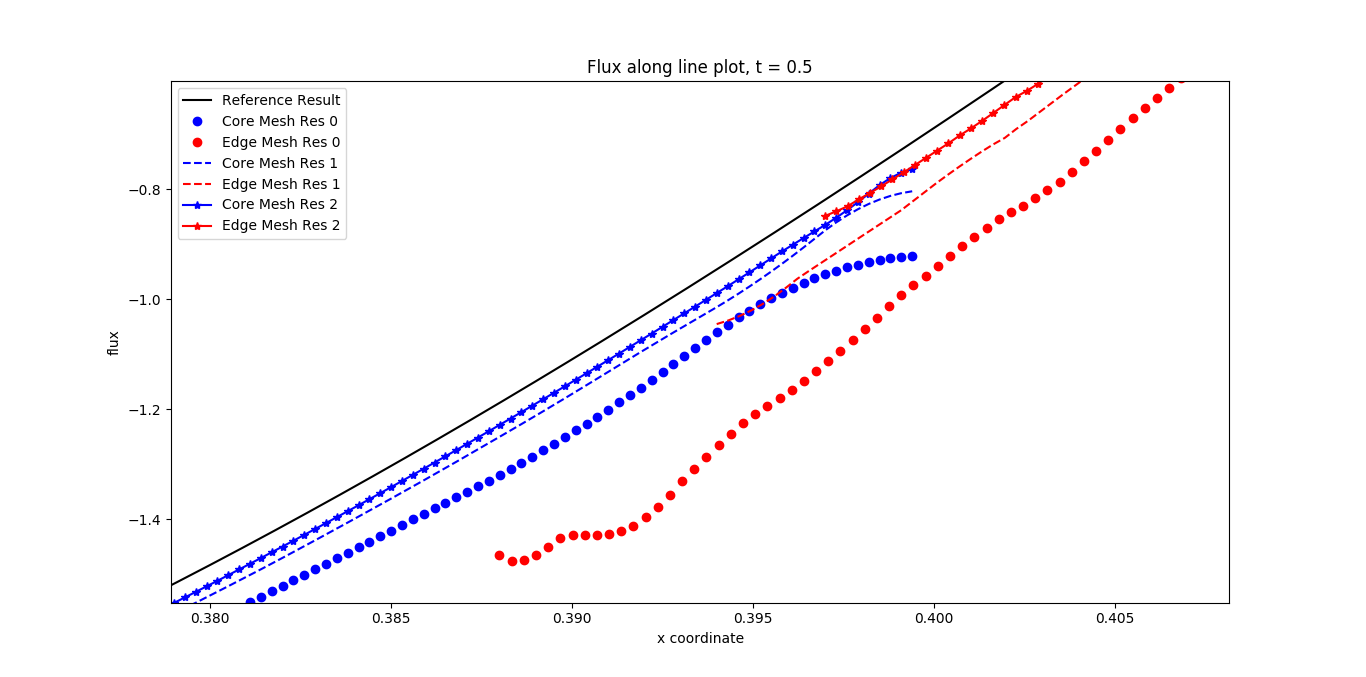 Flux along line plot, t = 0.5
Reference Result
Core Mesh Res 0
Edge Mesh Res 0
Core Mesh Res 1
Edge Mesh Res 1
Core Mesh Res 2
Edge Mesh Res 2
flux
−0.8
−1.0
−1.2
−1.4
0.380 0.385 0.390 0.395 0.400 0.405
x coordinate